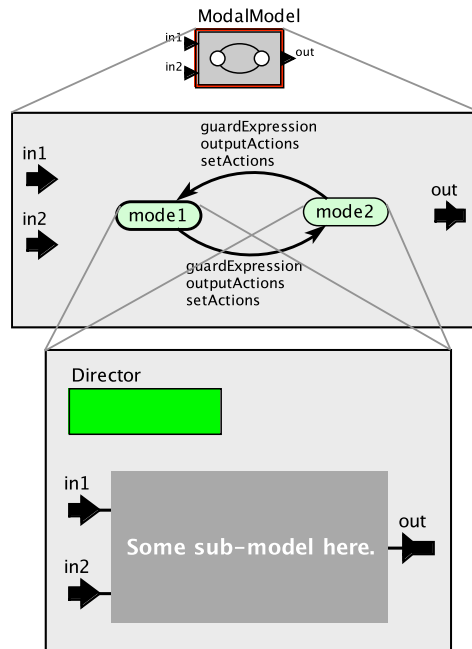 ModalModel
in1
out
in2
guardExpression
outputActions
setActions
in1
in2
out
mode1
mode2
guardExpression
outputActions
setActions
Director
in1
out
Some sub-model here.
in2